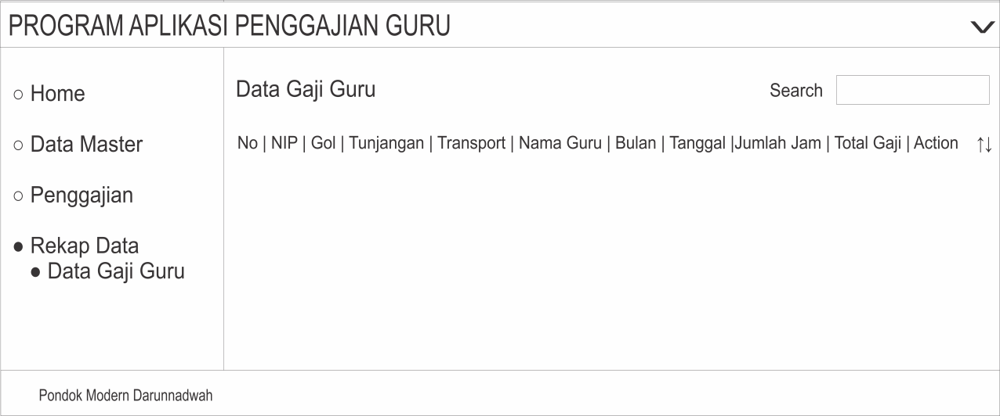 PROGRAM APLIKASI PENGGAJIAN GURU
Home
Data Master
Penggajian
Rekap Data
Data Gaji Guru
Data Gaji Guru
Search
No | NIP | Gol | Tunjangan | Transport | Nama Guru | Bulan | Tanggal |Jumlah Jam | Total Gaji | Action ↑↓
Pondok Modern Darunnadwah